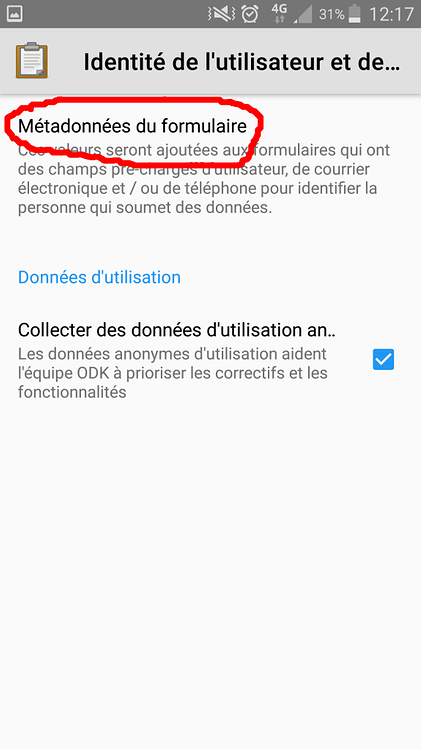 4G 31% 12:17
Identité de l'utilisateur et de...
Métadonnées du formulaire
Ces valeurs seront ajoutées aux formulaires qui ont
des champs pré-chargés d'utilisateur, de courrier
électronique et / ou de téléphone pour identifier la
personne qui soumet des données.
Données d'utilisation
Collecter des données d'utilisation an..
Les données anonymes d'utilisation aident
l'équipe ODK à prioriser les correctifs et les
fonctionnalités